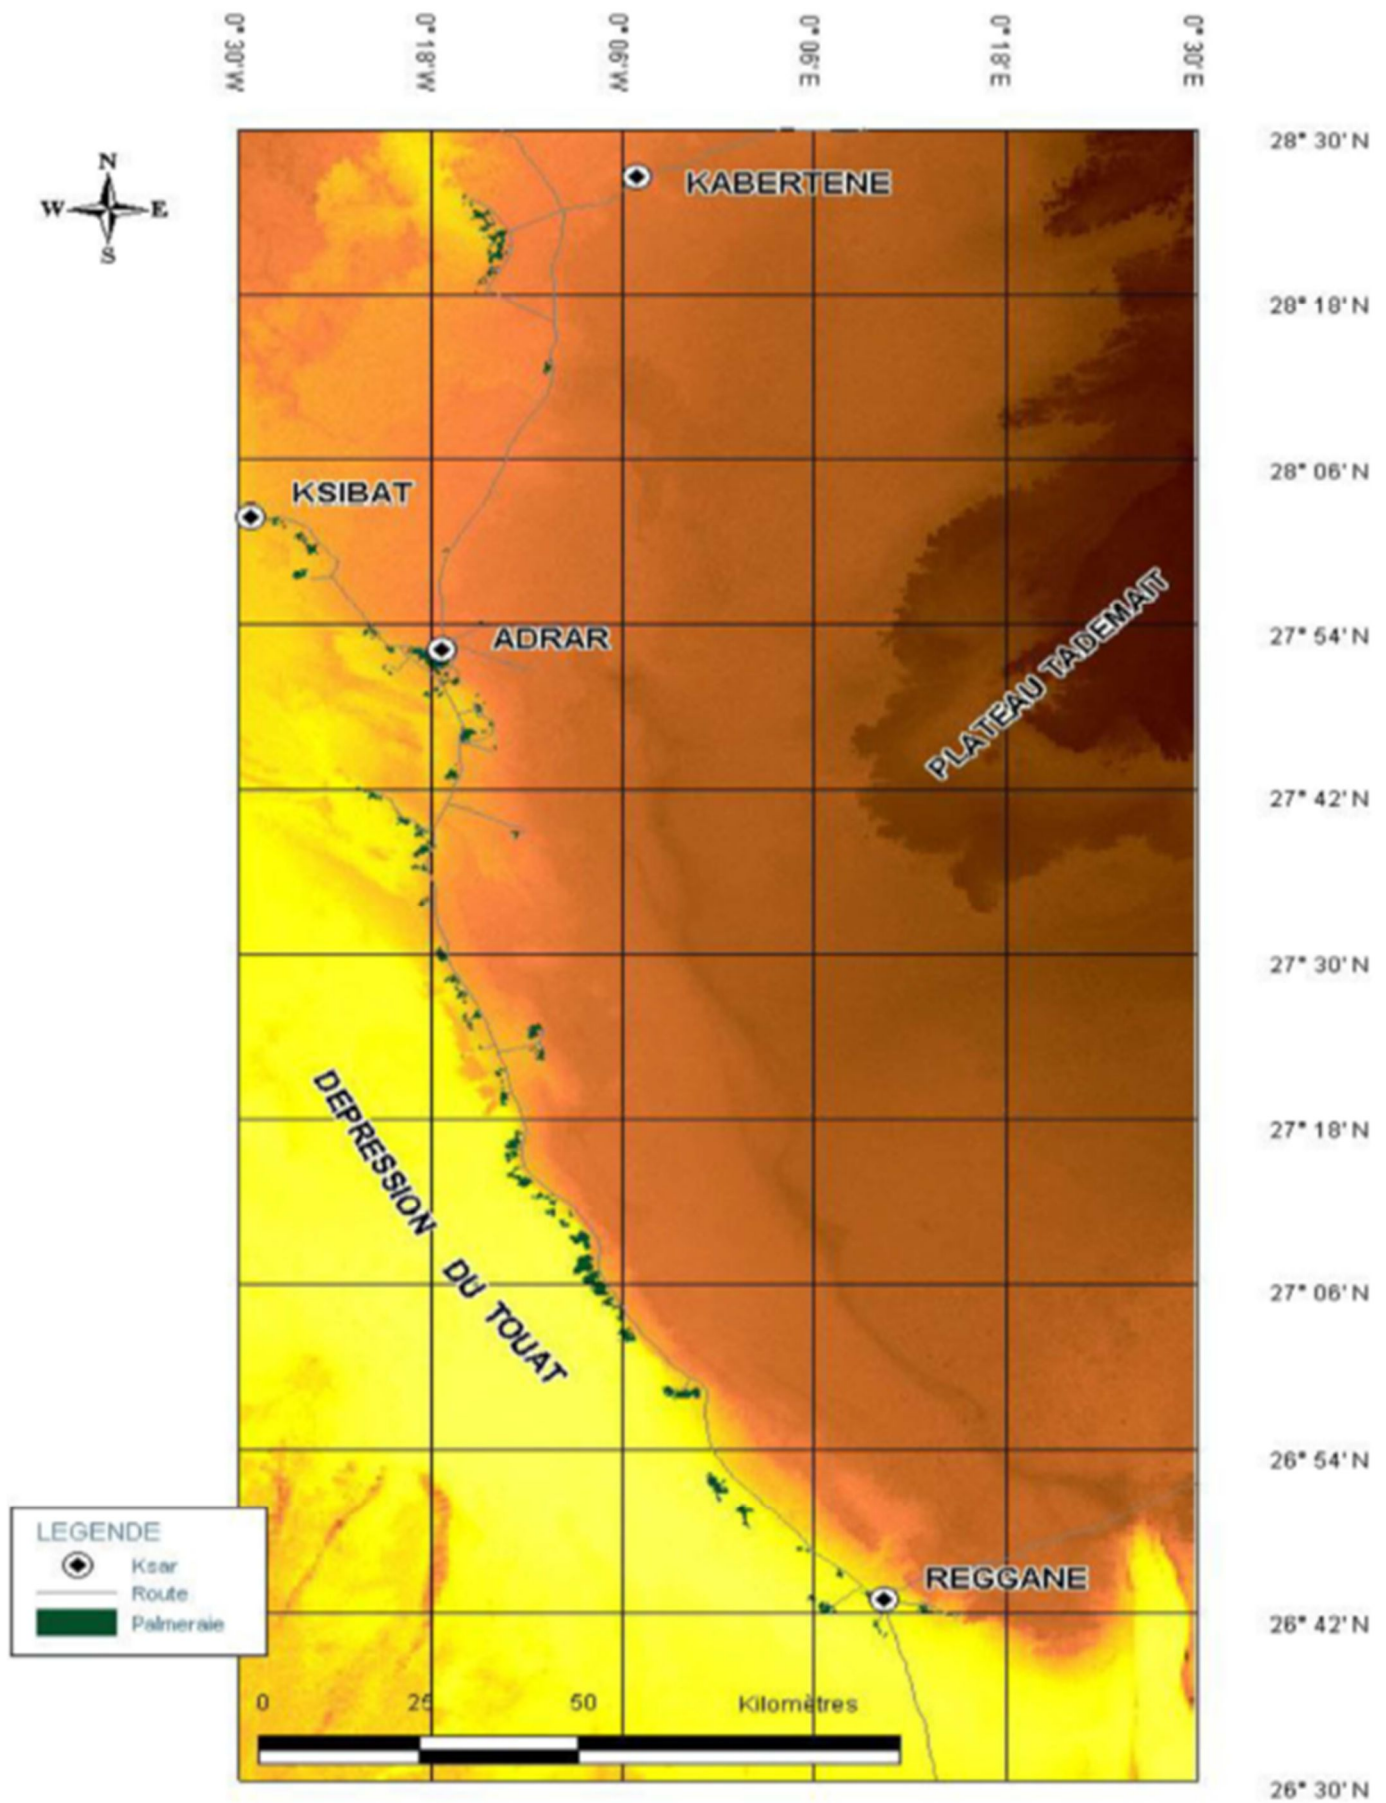 0°30'W
0°18'W
0°06'W
0°06'E
0°18'E
0°30'E
28° 30' N
N
W E
S
KABERTENE
28° 18' N
28° 06' N
KSIBAT
ADRAR
27° 54' N
PLATEAU TADEMAIT
27° 42' N
27° 30' N
DEPRESSION DU TOUAT
27° 18' N
27° 06' N
26° 54' N
LEGENDE
Ksar
Route
Palmeraie
REGGANE
26° 42' N
0 25 50 Kilomètres
26° 30' N